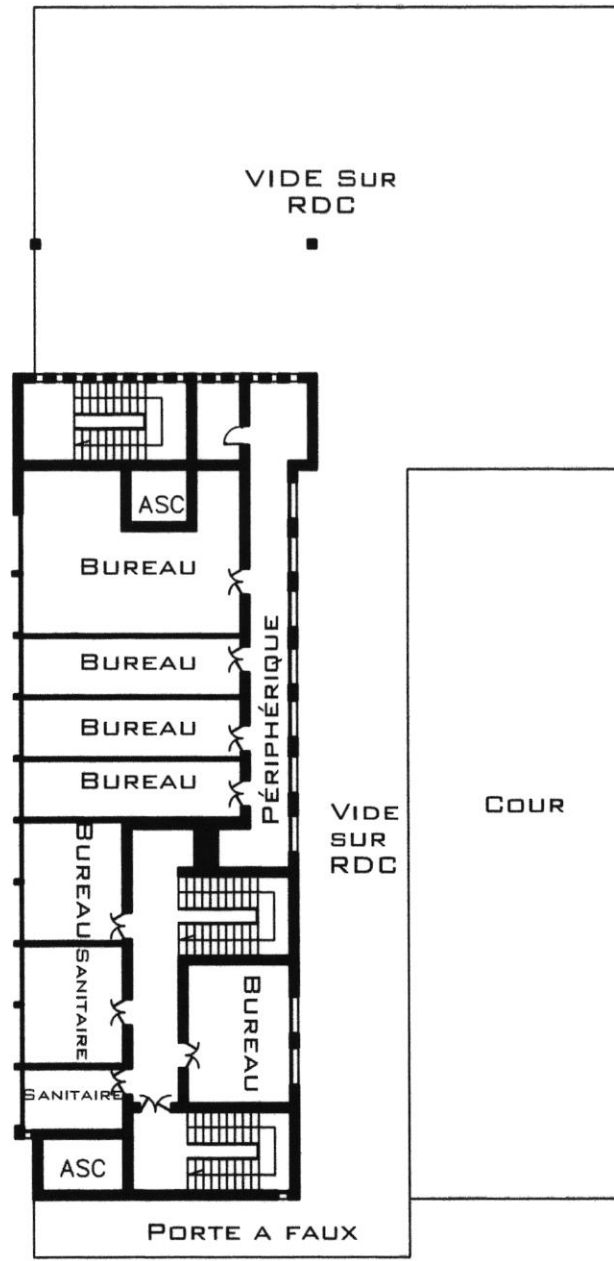 VIDE SUR
RDC
ASC
BUREAU
BUREAU
BUREAU
BUREAU
PÉRIPHÉRIQUE
VIDE
SUR
RDC
COUR
BUREAU
SANITAIRE
BUREAU
SANITAIRE
ASC
PORTE A FAUX